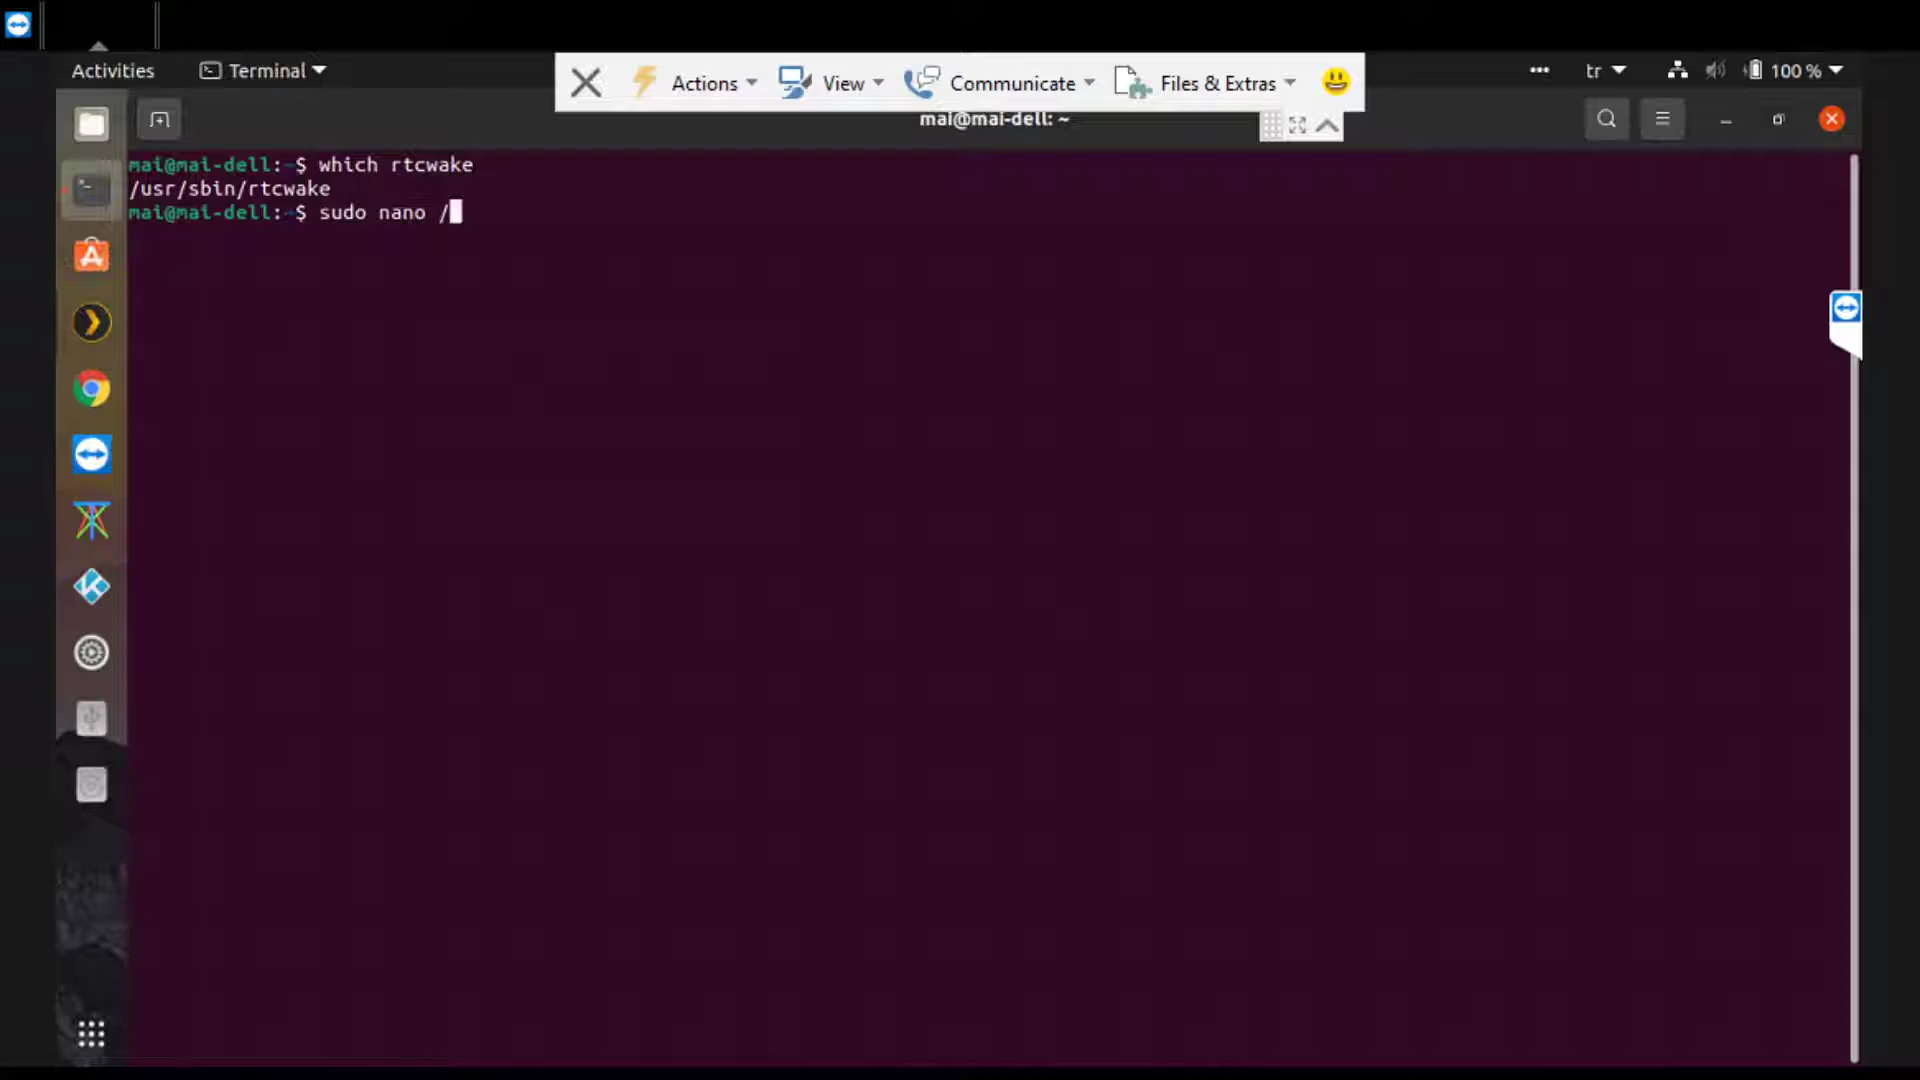 Activities
Terminal
Actions
View
Communicate
Files & Extras
tr
100 %
mai@mai-dell: ~
mai@mai-dell:~$ which rtcwake
/usr/sbin/rtcwake
mai@mai-dell:~$ sudo nano /